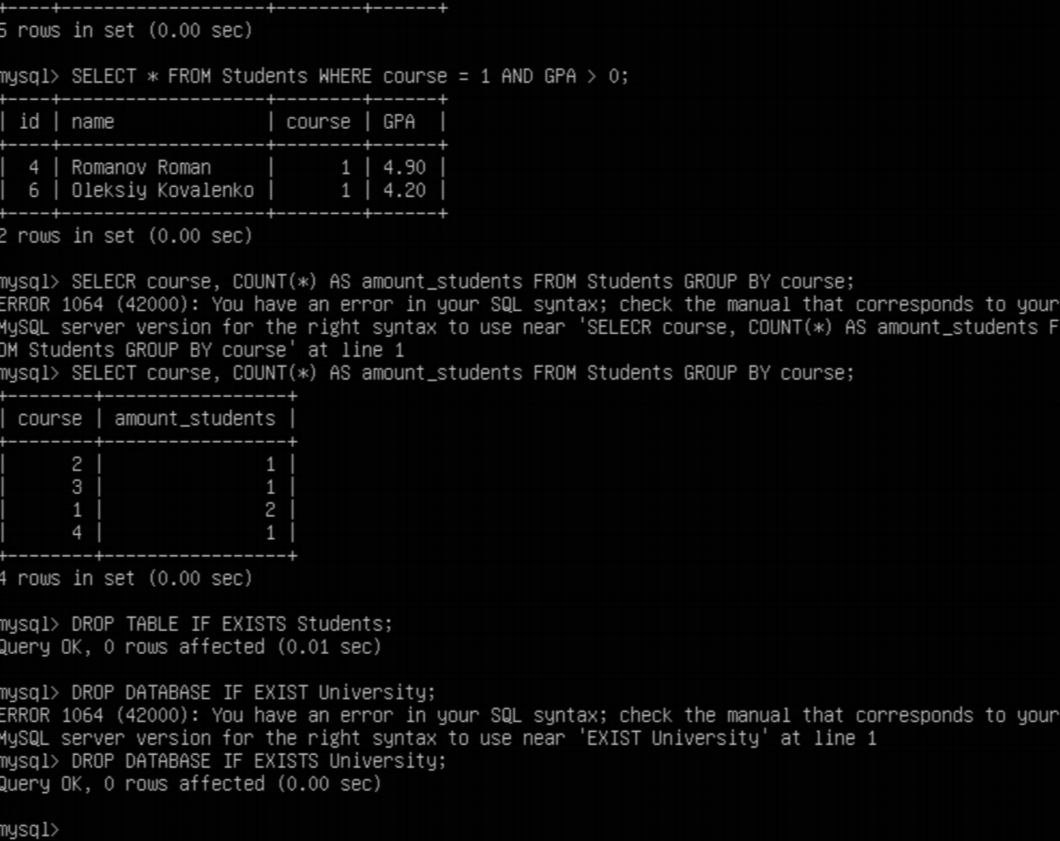 +----+-------------------+--------+------+
5 rows in set (0.00 sec)
mysql> SELECT * FROM Students WHERE course = 1 AND GPA > 0;
+----+-------------------+--------+------+
| id | name              | course | GPA  |
+----+-------------------+--------+------+
|  4 | Romanov Roman     |      1 | 4.90 |
|  6 | Oleksiy Kovalenko |      1 | 4.20 |
+----+-------------------+--------+------+
2 rows in set (0.00 sec)
mysql> SELECR course, COUNT(*) AS amount_students FROM Students GROUP BY course;
ERROR 1064 (42000): You have an error in your SQL syntax; check the manual that corresponds to your
MySQL server version for the right syntax to use near 'SELECR course, COUNT(*) AS amount_students F
OM Students GROUP BY course' at line 1
mysql> SELECT course, COUNT(*) AS amount_students FROM Students GROUP BY course;
+--------+-----------------+
| course | amount_students |
+--------+-----------------+
|      2 |               1 |
|      3 |               1 |
|      1 |               2 |
|      4 |               1 |
+--------+-----------------+
4 rows in set (0.00 sec)
mysql> DROP TABLE IF EXISTS Students;
Query OK, 0 rows affected (0.01 sec)
mysql> DROP DATABASE IF EXIST University;
ERROR 1064 (42000): You have an error in your SQL syntax; check the manual that corresponds to your
MySQL server version for the right syntax to use near 'EXIST University' at line 1
mysql> DROP DATABASE IF EXISTS University;
Query OK, 0 rows affected (0.00 sec)
mysql>